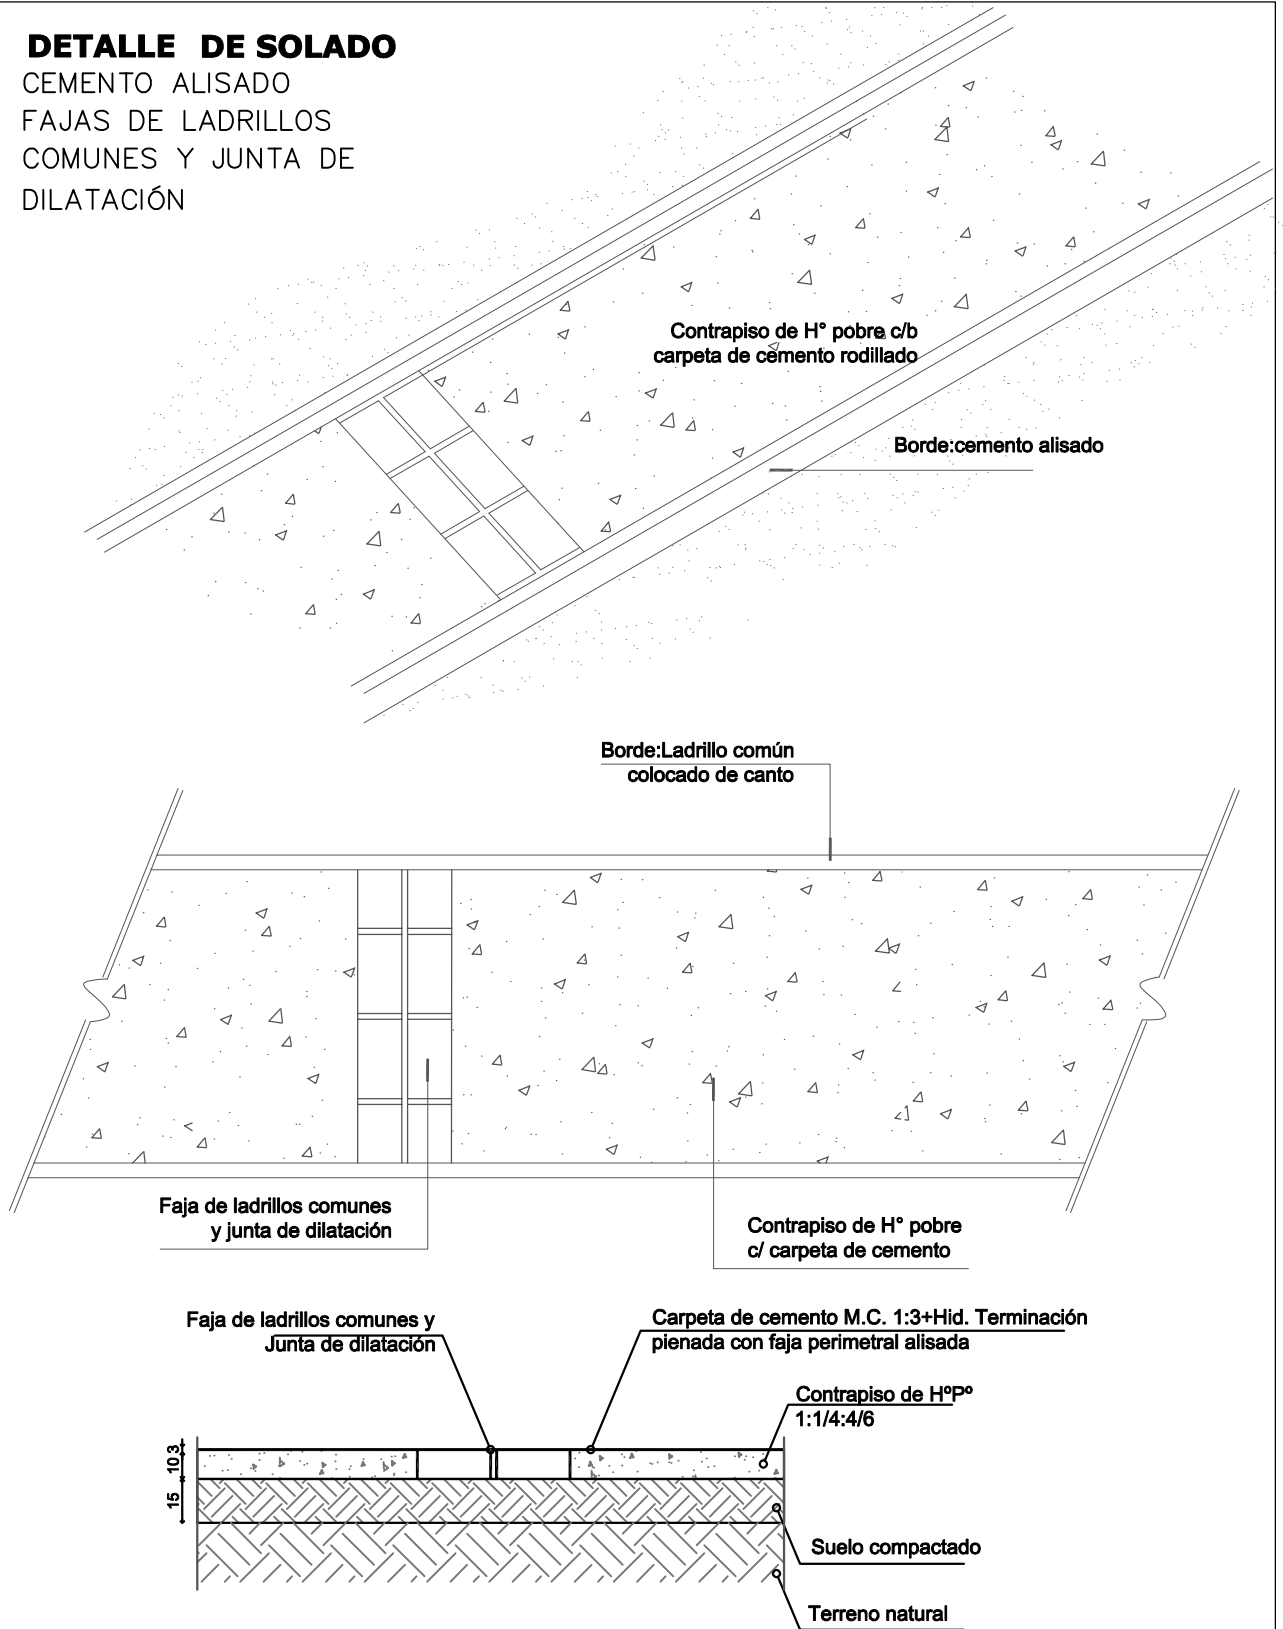 DETALLE DE SOLADO
CEMENTO ALISADO
FAJAS DE LADRILLOS
COMUNES Y JUNTA DE
DILATACIÓN
Contrapiso de H° pobre c/b
carpeta de cemento rodillado
Borde:cemento alisado
Borde:Ladrillo común
colocado de canto
Faja de ladrillos comunes
y junta de dilatación
Contrapiso de H° pobre
c/ carpeta de cemento
Faja de ladrillos comunes y
Junta de dilatación
Carpeta de cemento M.C. 1:3+Hid. Terminación
pienada con faja perimetral alisada
Contrapiso de HºPº
1:1/4:4/6
3
10
15
Suelo compactado
Terreno natural